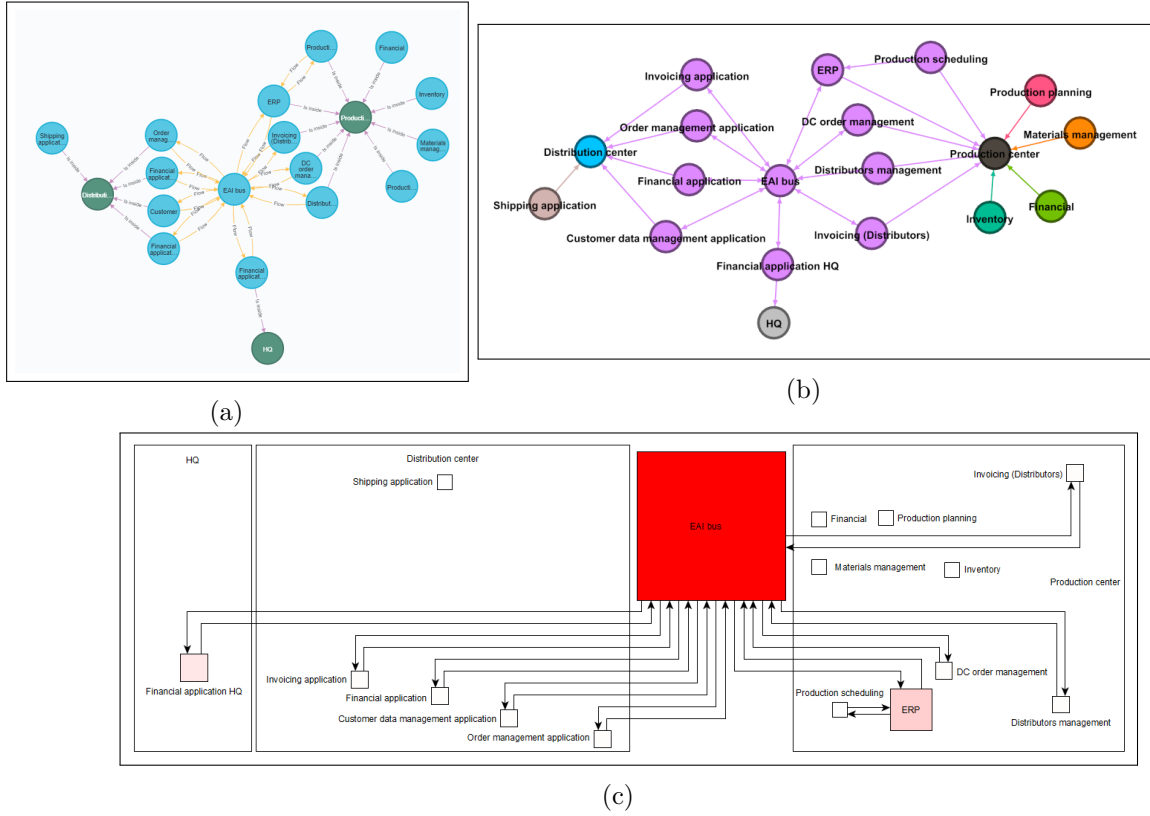 Producti...
Financial
ERP
Inventory
Producti...
Shipping
applicat...
Order
manag...
Invoicing
(Distrib...
Materials
manag...
Financial
applicat...
DC
order
mana...
Distributi...
EAI bus
Producti...
Customer
Distribut...
Financial
applicat...
Financial
applicat...
HQ
Flow
Is inside
(a)
Production scheduling
Invoicing application
ERP
Production planning
DC order management
Order management application
Materials management
Distribution center
Production center
Distributors management
Financial application
EAI bus
Shipping application
Financial
Inventory
Customer data management application
Invoicing (Distributors)
Financial application HQ
HQ
(b)
HQ
Distribution center
Shipping application
Invoicing (Distributors)
EAI bus
Financial
Production planning
Materials management
Inventory
Production center
Invoicing application
DC order management
Financial application HQ
Financial application
Production scheduling
Customer data management application
ERP
Distributors management
Order management application
(c)